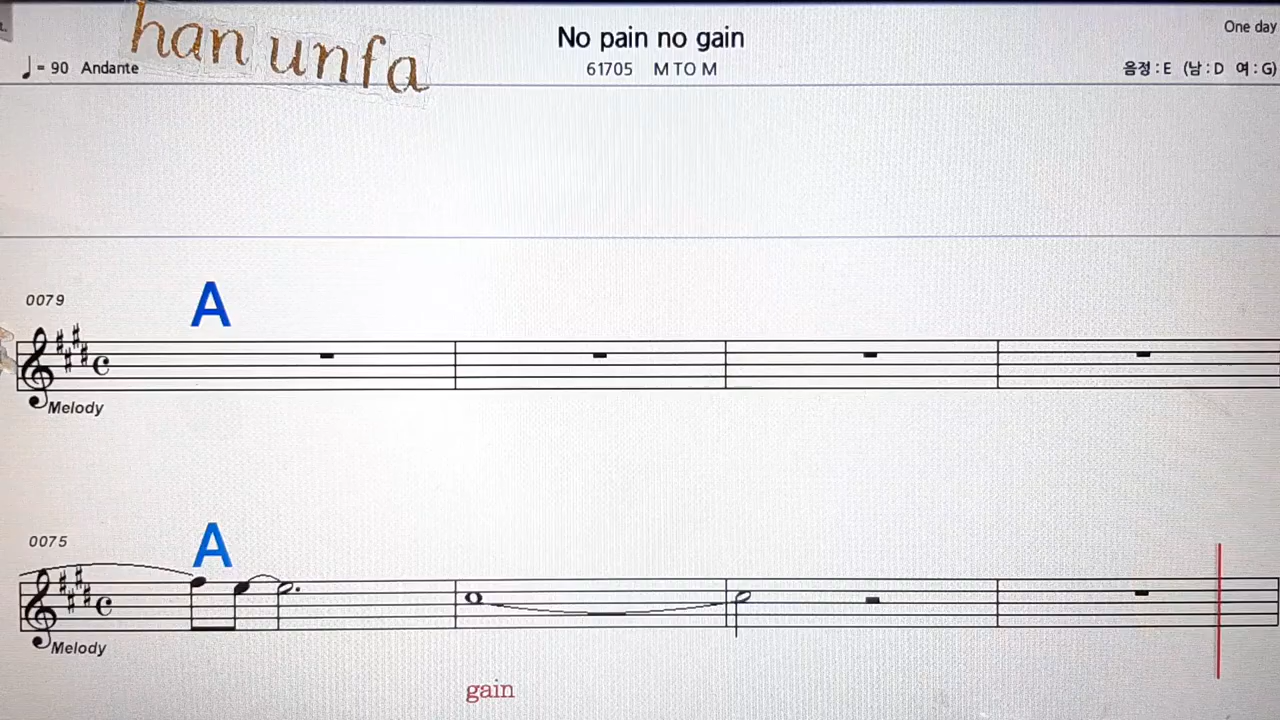 han unfa
No pain no gain
One day
♩= 90 Andante
61705 M TO M
음정 : E (남 : D 여 : G)
0079
A
Melody
0075
A
Melody
gain